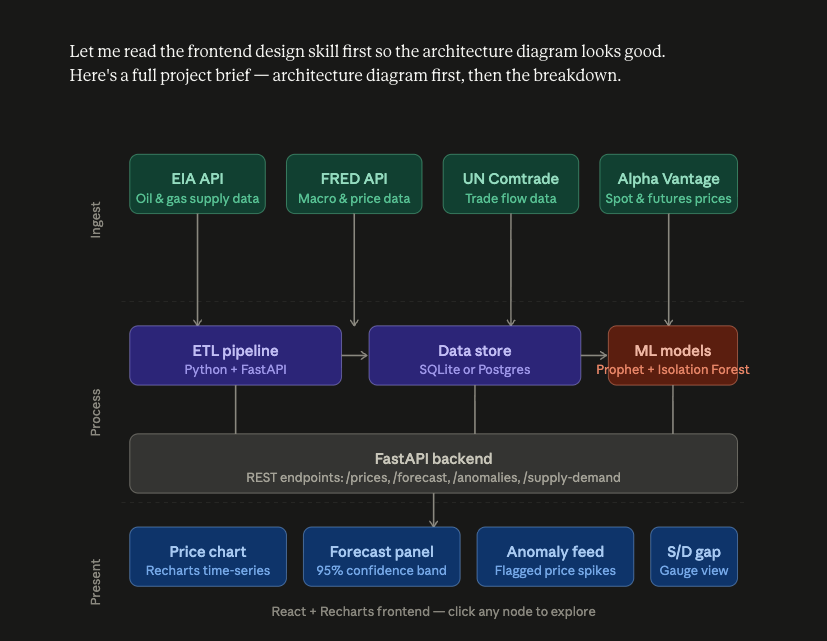 Let me read the frontend design skill first so the architecture diagram looks good.
Here's a full project brief — architecture diagram first, then the breakdown.
Ingest
EIA API
Oil & gas supply data
FRED API
Macro & price data
UN Comtrade
Trade flow data
Alpha Vantage
Spot & futures prices
Process
ETL pipeline
Python + FastAPI
Data store
SQLite or Postgres
ML models
Prophet + Isolation Forest
FastAPI backend
REST endpoints: /prices, /forecast, /anomalies, /supply-demand
Present
Price chart
Recharts time-series
Forecast panel
95% confidence band
Anomaly feed
Flagged price spikes
S/D gap
Gauge view
React + Recharts frontend — click any node to explore